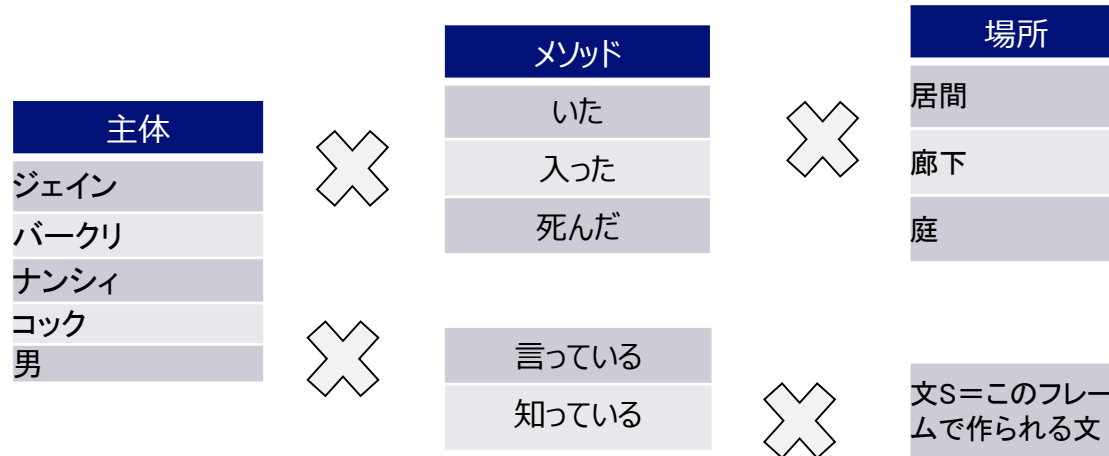 主体
ジェイン
バークリ
ナンシィ
コック
男
メソッド
いた
入った
死んだ
言っている
知っている
場所
居間
廊下
庭
文S＝このフレー
ムで作られる文